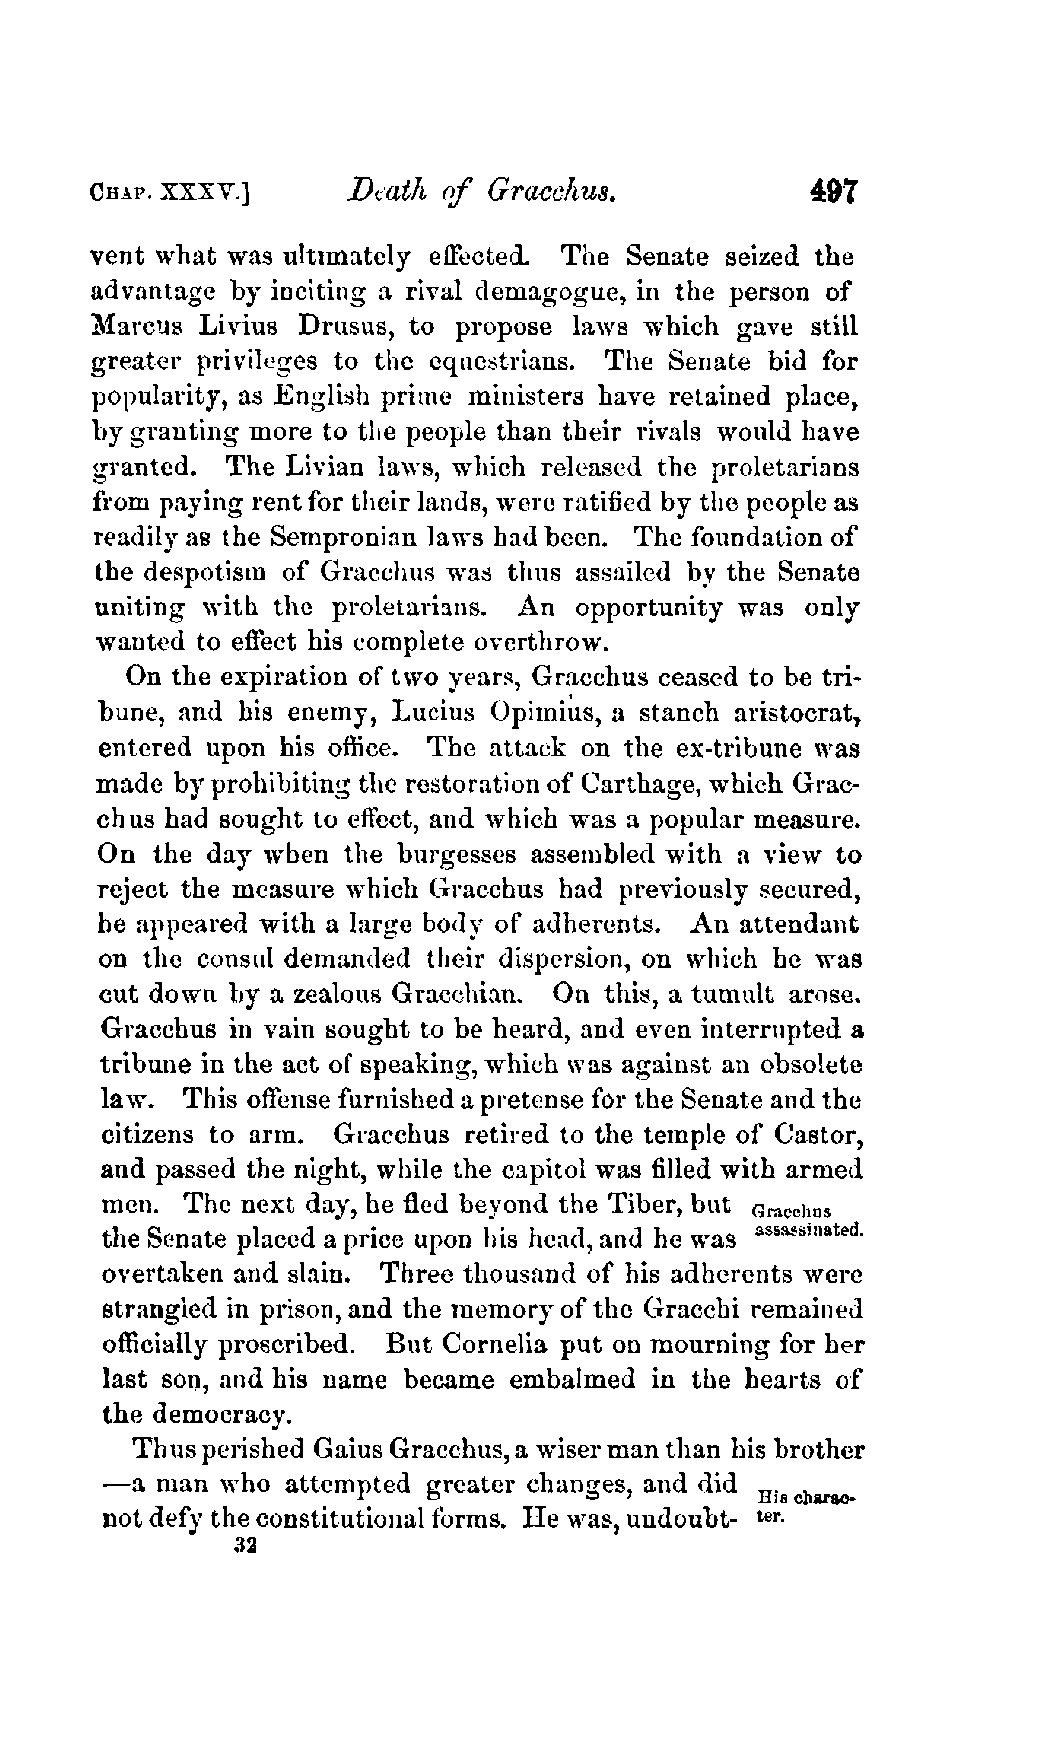 CHAP. XXXV.] Death of Gracchus. 497
vent what was ultimately effected. The Senate seized the
advantage by inciting a rival demagogue, in the person of
Marcus Livius Drusus, to propose laws which gave still
greater privileges to the equestrians. The Senate bid for
popularity, as English prime ministers have retained place,
by granting more to the people than their rivals would have
granted. The Livian laws, which released the proletarians
from paying rent for their lands, were ratified by the people as
readily as the Sempronian laws had been. The foundation of
the despotism of Gracchus was thus assailed by the Senate
uniting with the proletarians. An opportunity was only
wanted to effect his complete overthrow.
On the expiration of two years, Gracchus ceased to be tri-
bune, and his enemy, Lucius Opimius, a stanch aristocrat,
entered upon his office. The attack on the ex-tribune was
made by prohibiting the restoration of Carthage, which Grac-
chus had sought to effect, and which was a popular measure.
On the day when the burgesses assembled with a view to
reject the measure which Gracchus had previously secured,
he appeared with a large body of adherents. An attendant
on the consul demanded their dispersion, on which he was
cut down by a zealous Gracchian. On this, a tumult arose.
Gracchus in vain sought to be heard, and even interrupted a
tribune in the act of speaking, which was against an obsolete
law. This offense furnished a pretense for the Senate and the
citizens to arm. Gracchus retired to the temple of Castor,
and passed the night, while the capitol was filled with armed
men. The next day, he fled beyond the Tiber, but Gracchus
the Senate placed a price upon his head, and he was assassinated.
overtaken and slain. Three thousand of his adherents were
strangled in prison, and the memory of the Gracchi remained
officially proscribed. But Cornelia put on mourning for her
last son, and his name became embalmed in the hearts of
the democracy.
Thus perished Gaius Gracchus, a wiser man than his brother
—a man who attempted greater changes, and did His charac-
not defy the constitutional forms. He was, undoubt- ter.
32